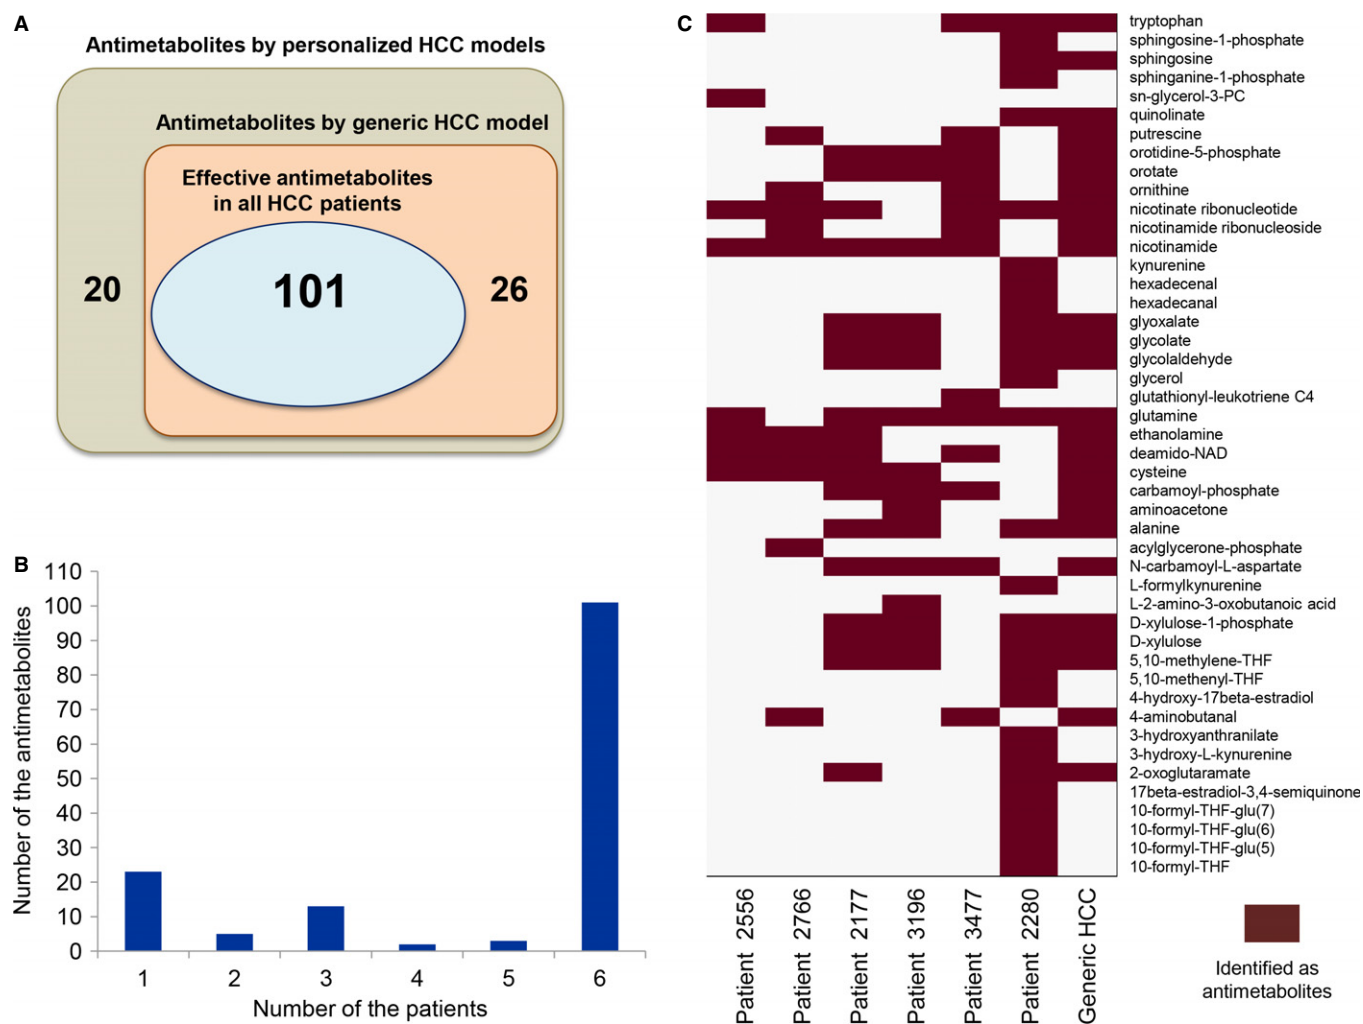 A
Antimetabolites by personalized HCC models
Antimetabolites by generic HCC model
Effective antimetabolites
in all HCC patients
20
101
26
B
Number of the antimetabolites
110
100
90
80
70
60
50
40
30
20
10
0
1 2 3 4 5 6
Number of the patients
C
tryptophan
sphingosine-1-phosphate
sphingosine
sphinganine-1-phosphate
sn-glycerol-3-PC
quinolinate
putrescine
orotidine-5-phosphate
orotate
ornithine
nicotinate ribonucleotide
nicotinamide ribonucleoside
nicotinamide
kynurenine
hexadecenal
hexadecanal
glyoxalate
glycolate
glycolaldehyde
glycerol
glutathionyl-leukotriene C4
glutamine
ethanolamine
deamido-NAD
cysteine
carbamoyl-phosphate
aminoacetone
alanine
acylglycerone-phosphate
N-carbamoyl-L-aspartate
L-formylkynurenine
L-2-amino-3-oxobutanoic acid
D-xylulose-1-phosphate
D-xylulose
5,10-methylene-THF
5,10-methenyl-THF
4-hydroxy-17beta-estradiol
4-aminobutanal
3-hydroxyanthranilate
3-hydroxy-L-kynurenine
2-oxoglutaramate
17beta-estradiol-3,4-semiquinone
10-formyl-THF-glu(7)
10-formyl-THF-glu(6)
10-formyl-THF-glu(5)
10-formyl-THF
Patient 2556
Patient 2766
Patient 2177
Patient 3196
Patient 3477
Patient 2280
Generic HCC
Identified as
antimetabolites